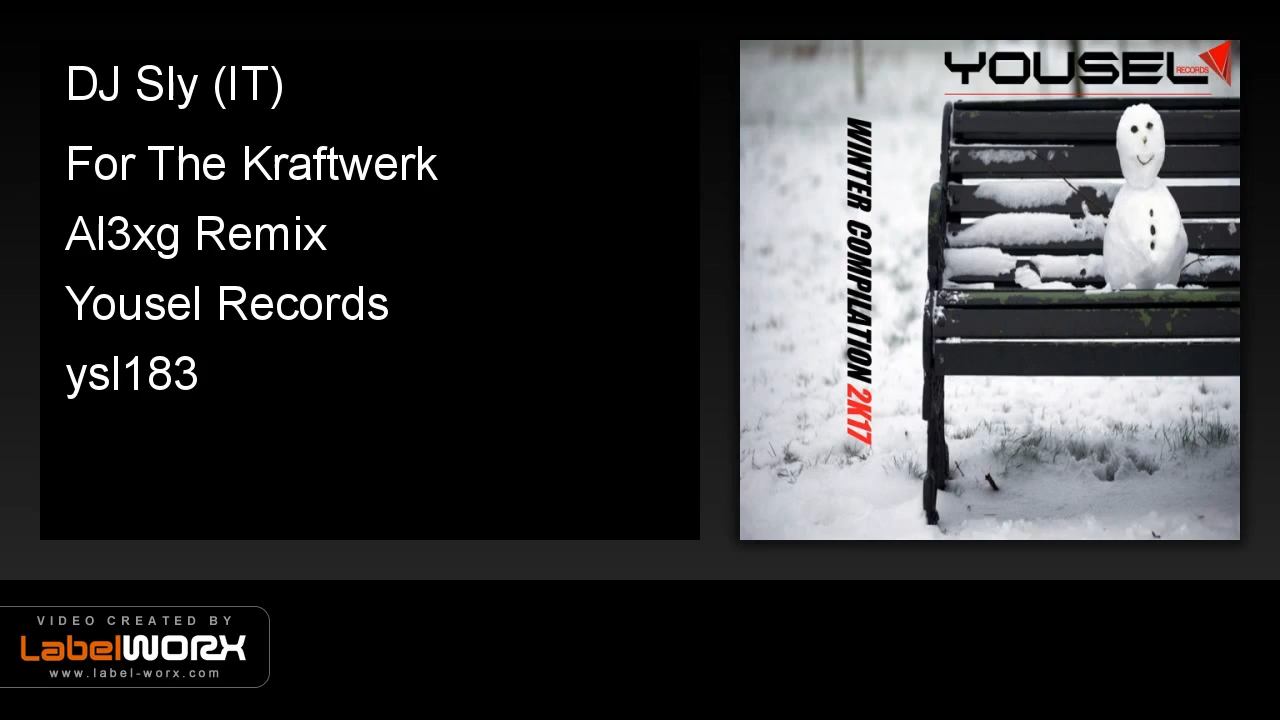 DJ Sly (IT)
For The Kraftwerk
Al3xg Remix
Yousel Records
ysl183
YOUSEL
RECORDS
WINTER COMPILATION 2K17
VIDEO CREATED BY
LabelWORX
www.label-worx.com